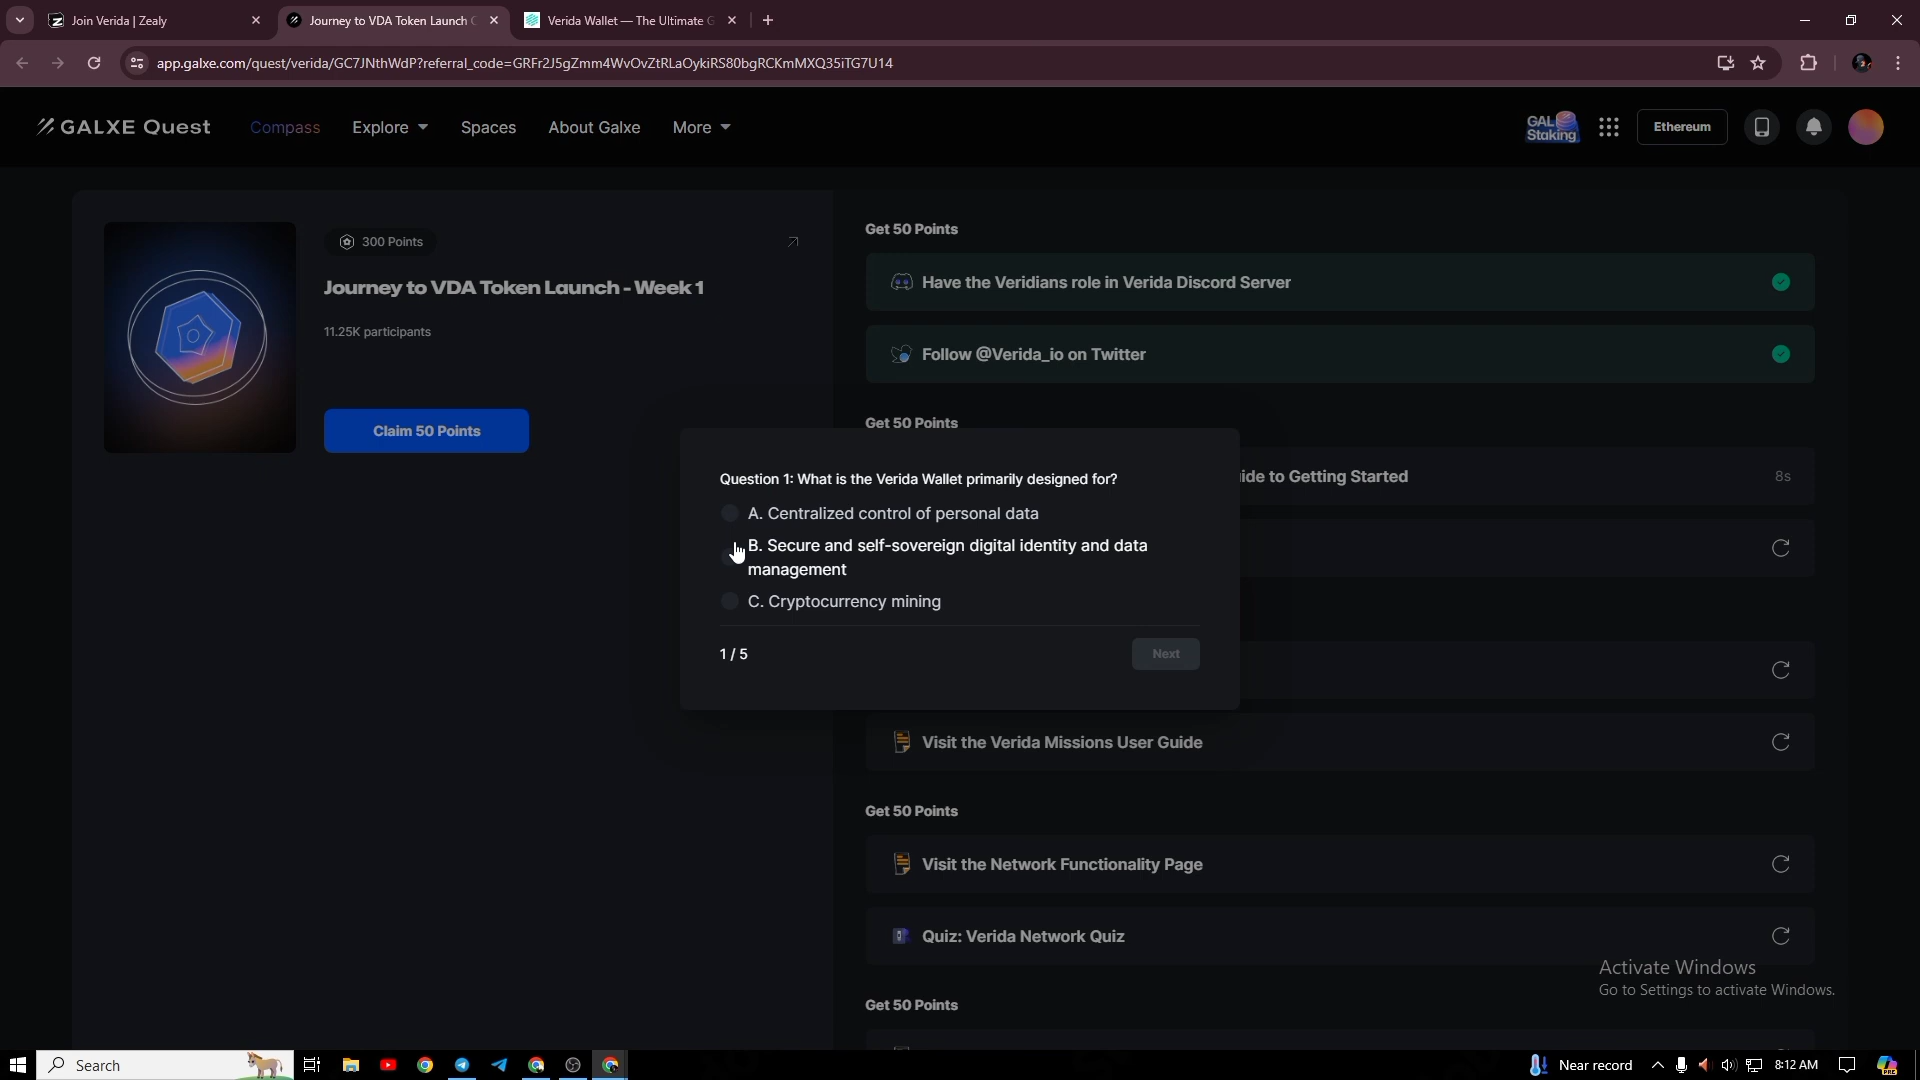 Join Verida | Zealy
Journey to VDA Token Launch
Verida Wallet — The Ultimate G
app.galxe.com/quest/verida/GC7JNthWdP?referral_code=GRFr2J5gZmm4WvOvZtRLaOykiRS80bgRCKmMXQ35iTG7U14
GALXE Quest
Compass
Explore
Spaces
About Galxe
More
GAL
Staking
Ethereum
300 Points
Journey to VDA Token Launch - Week 1
11.25K participants
Claim 50 Points
Get 50 Points
Have the Veridians role in Verida Discord Server
Follow @Verida_io on Twitter
Get 50 Points
ide to Getting Started
8s
Question 1: What is the Verida Wallet primarily designed for?
A. Centralized control of personal data
B. Secure and self-sovereign digital identity and data
management
C. Cryptocurrency mining
1 / 5
Next
Visit the Verida Missions User Guide
Get 50 Points
Visit the Network Functionality Page
Quiz: Verida Network Quiz
Get 50 Points
Activate Windows
Go to Settings to activate Windows.
Search
Near record
8:12 AM